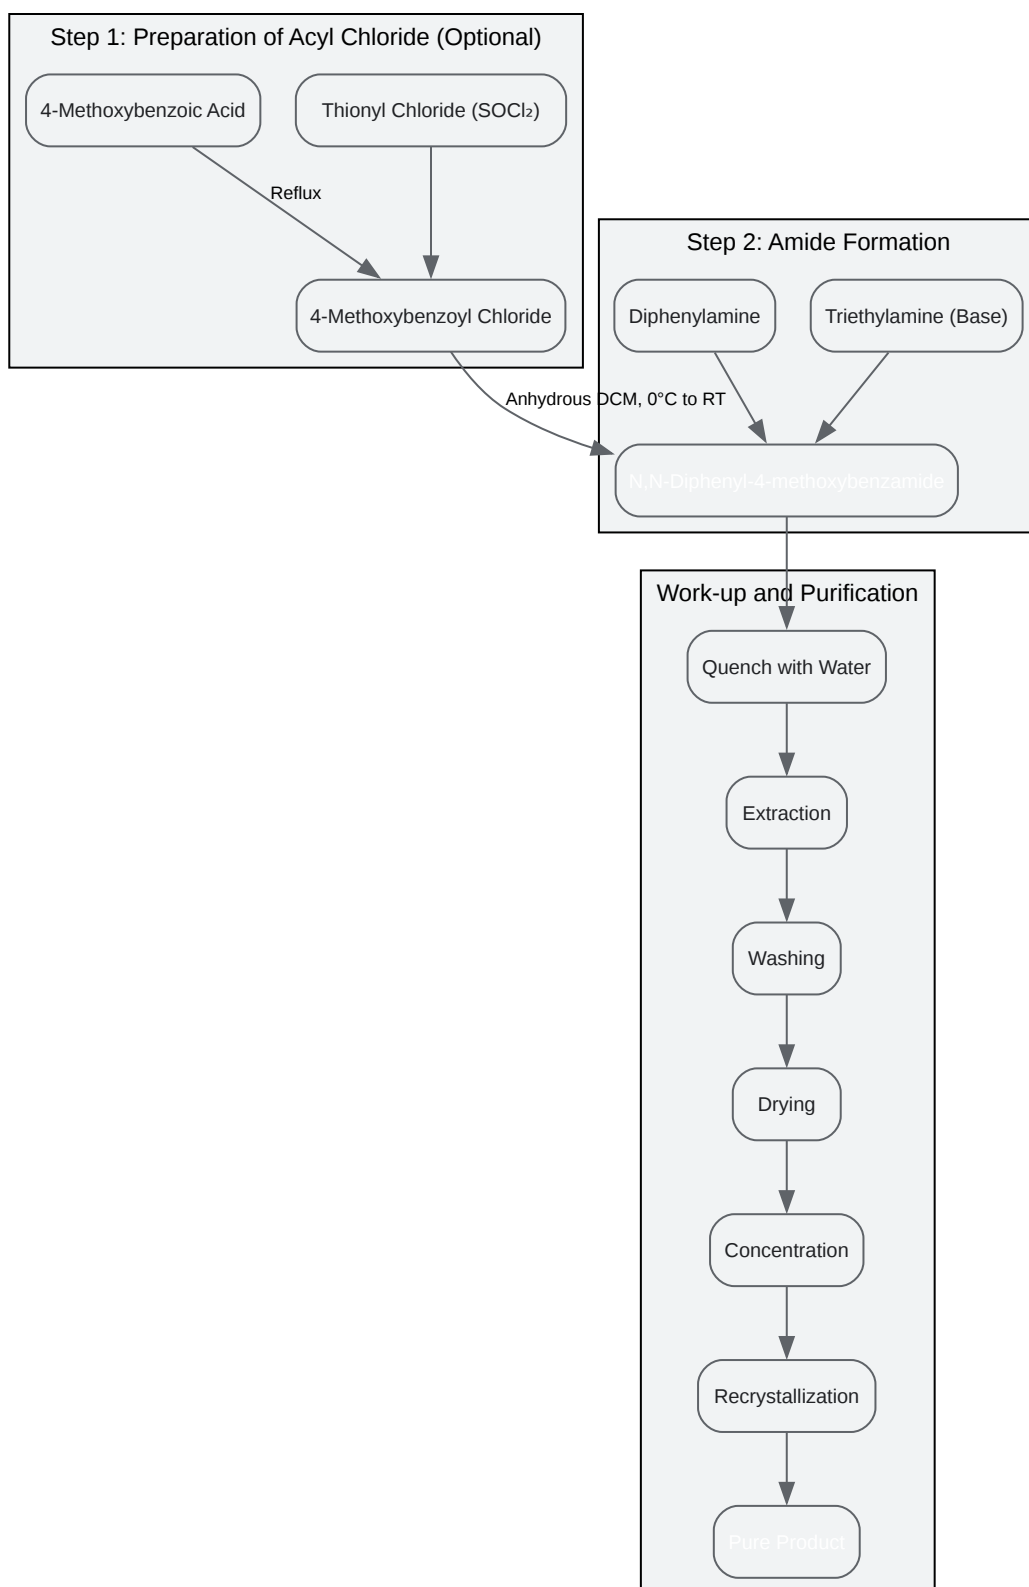 Step 1: Preparation of Acyl Chloride (Optional)
4-Methoxybenzoic Acid
Thionyl Chloride (SOCl₂)
Reflux
4-Methoxybenzoyl Chloride
Step 2: Amide Formation
Diphenylamine
Triethylamine (Base)
Anhydrous DCM, 0°C to RT
N,N-Diphenyl-4-methoxybenzamide
Work-up and Purification
Quench with Water
Extraction
Washing
Drying
Concentration
Recrystallization
Pure Product